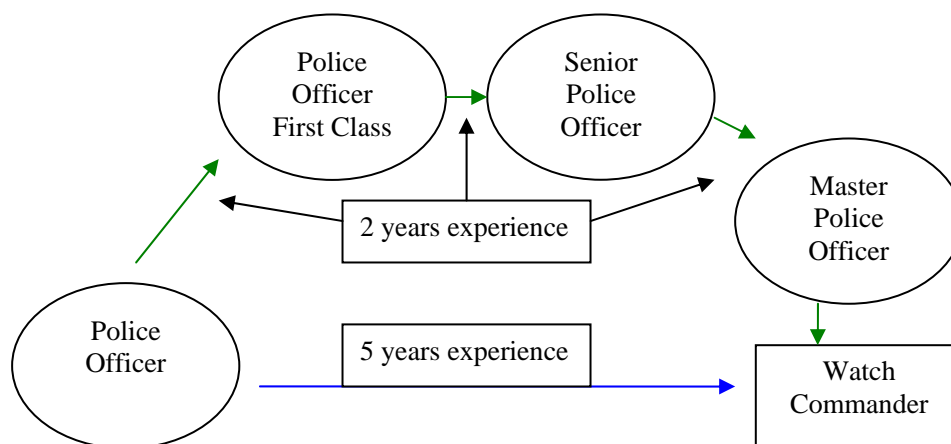 Police
Officer
First Class
Senior
Police
Officer
Master
Police
Officer
2 years experience
Police
Officer
5 years experience
Watch
Commander